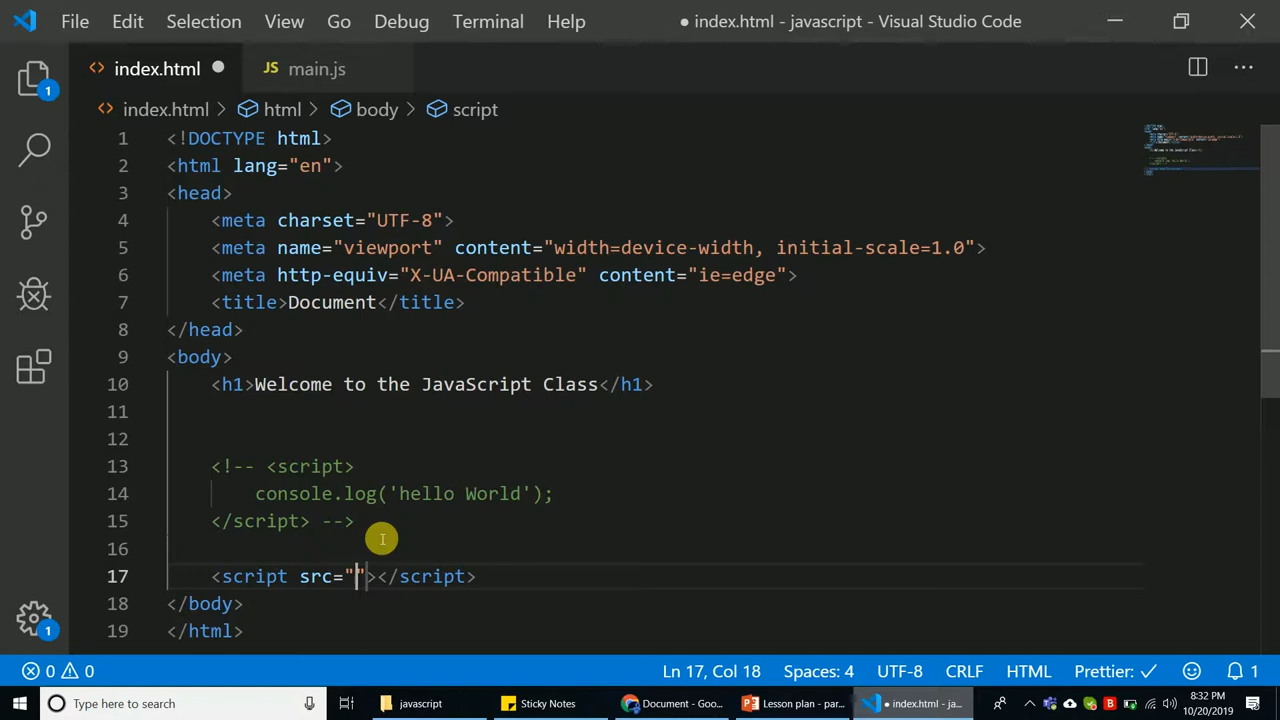 File Edit Selection View Go Debug Terminal Help ● index.html - javascript - Visual Studio Code
index.html ● JS main.js
1
index.html > html > body > script
1 <!DOCTYPE html>
2 <html lang="en">
3 <head>
4 <meta charset="UTF-8">
5 <meta name="viewport" content="width=device-width, initial-scale=1.0">
6 <meta http-equiv="X-UA-Compatible" content="ie=edge">
7 <title>Document</title>
8 </head>
9 <body>
10 <h1>Welcome to the JavaScript Class</h1>
11
12
13 <!-- <script>
14 console.log('hello World');
15 </script> -->
16
17 <script src=""></script>
18 </body>
19 </html>
1
0 0 Ln 17, Col 18 Spaces: 4 UTF-8 CRLF HTML Prettier: ✓ 1
Type here to search javascript Sticky Notes Document - Goo... Lesson plan - par... ● index.html - ja... 8:32 PM
10/20/2019